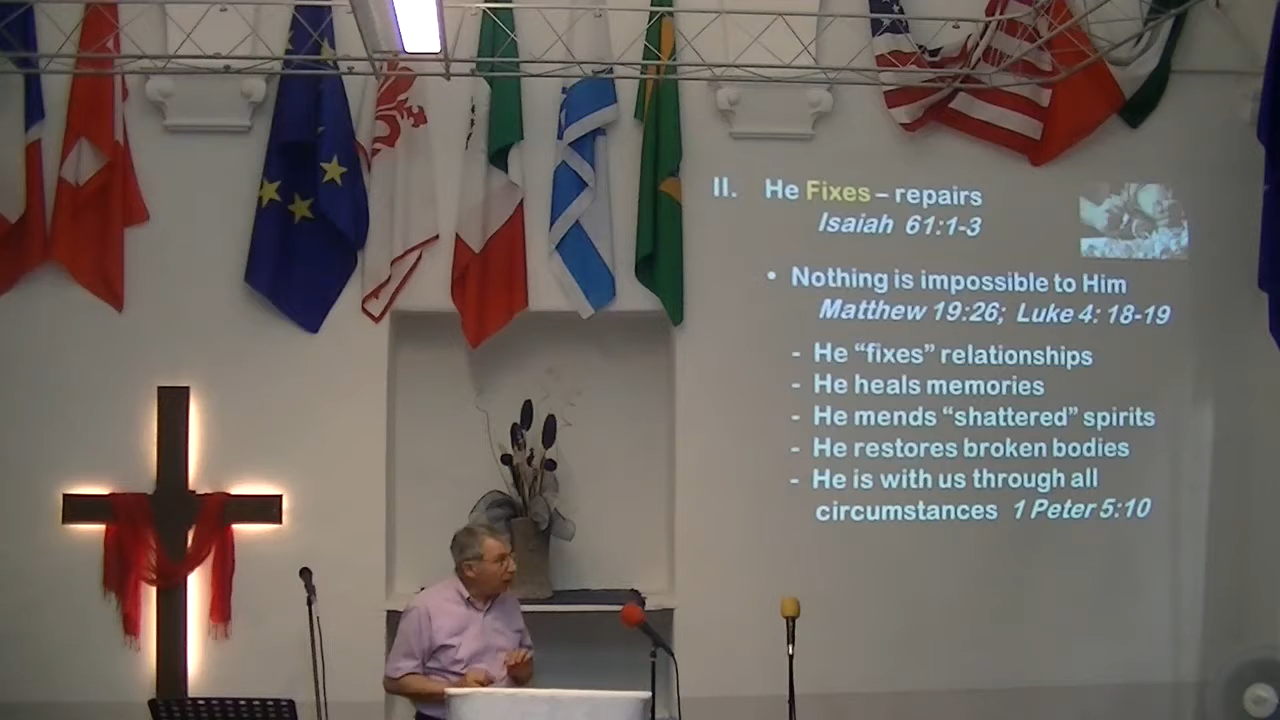 II. He Fixes – repairs
Isaiah 61:1-3
• Nothing is impossible to Him
Matthew 19:26; Luke 4: 18-19
- He “fixes” relationships
- He heals memories
- He mends “shattered” spirits
- He restores broken bodies
- He is with us through all
circumstances 1 Peter 5:10